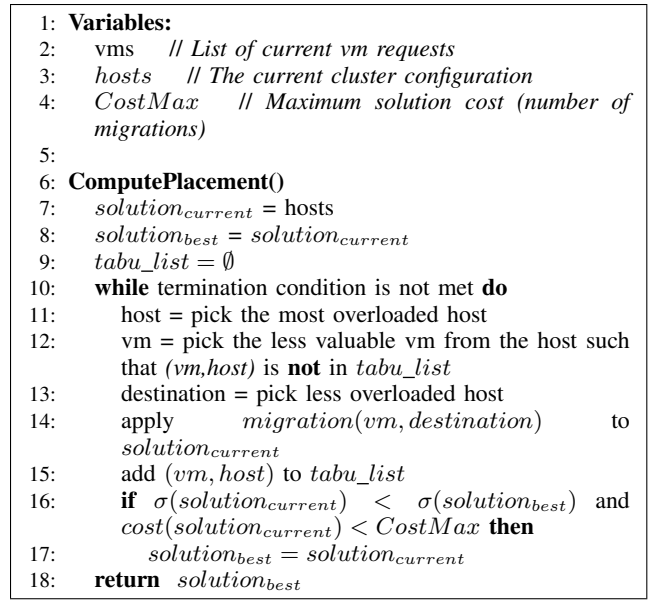 1: Variables:
2: vms // List of current vm requests
3: hosts // The current cluster configuration
4: CostMax // Maximum solution cost (number of
migrations)
5:
6: ComputePlacement()
7: solution_current = hosts
8: solution_best = solution_current
9: tabu_list = ∅
10: while termination condition is not met do
11: host = pick the most overloaded host
12: vm = pick the less valuable vm from the host such
that (vm,host) is not in tabu_list
13: destination = pick less overloaded host
14: apply migration(vm, destination) to
solution_current
15: add (vm, host) to tabu_list
16: if σ(solution_current) < σ(solution_best) and
cost(solution_current) < CostMax then
17: solution_best = solution_current
18: return solution_best